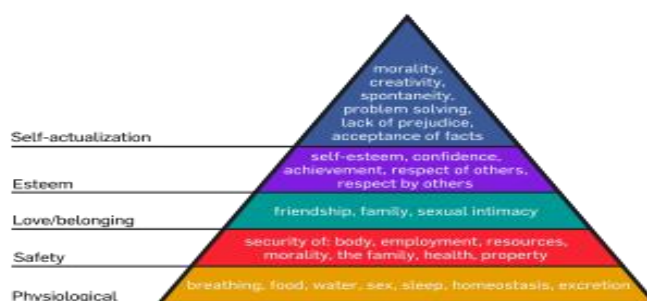 morality,
creativity,
spontaneity,
problem solving,
lack of prejudice,
acceptance of facts
Self-actualization
self-esteem, confidence,
achievement, respect of others,
respect by others
Esteem
friendship, family, sexual intimacy
Love/belonging
security of: body, employment, resources,
morality, the family, health, property
Safety
breathing, food, water, sex, sleep, homeostasis, excretion
Physiological